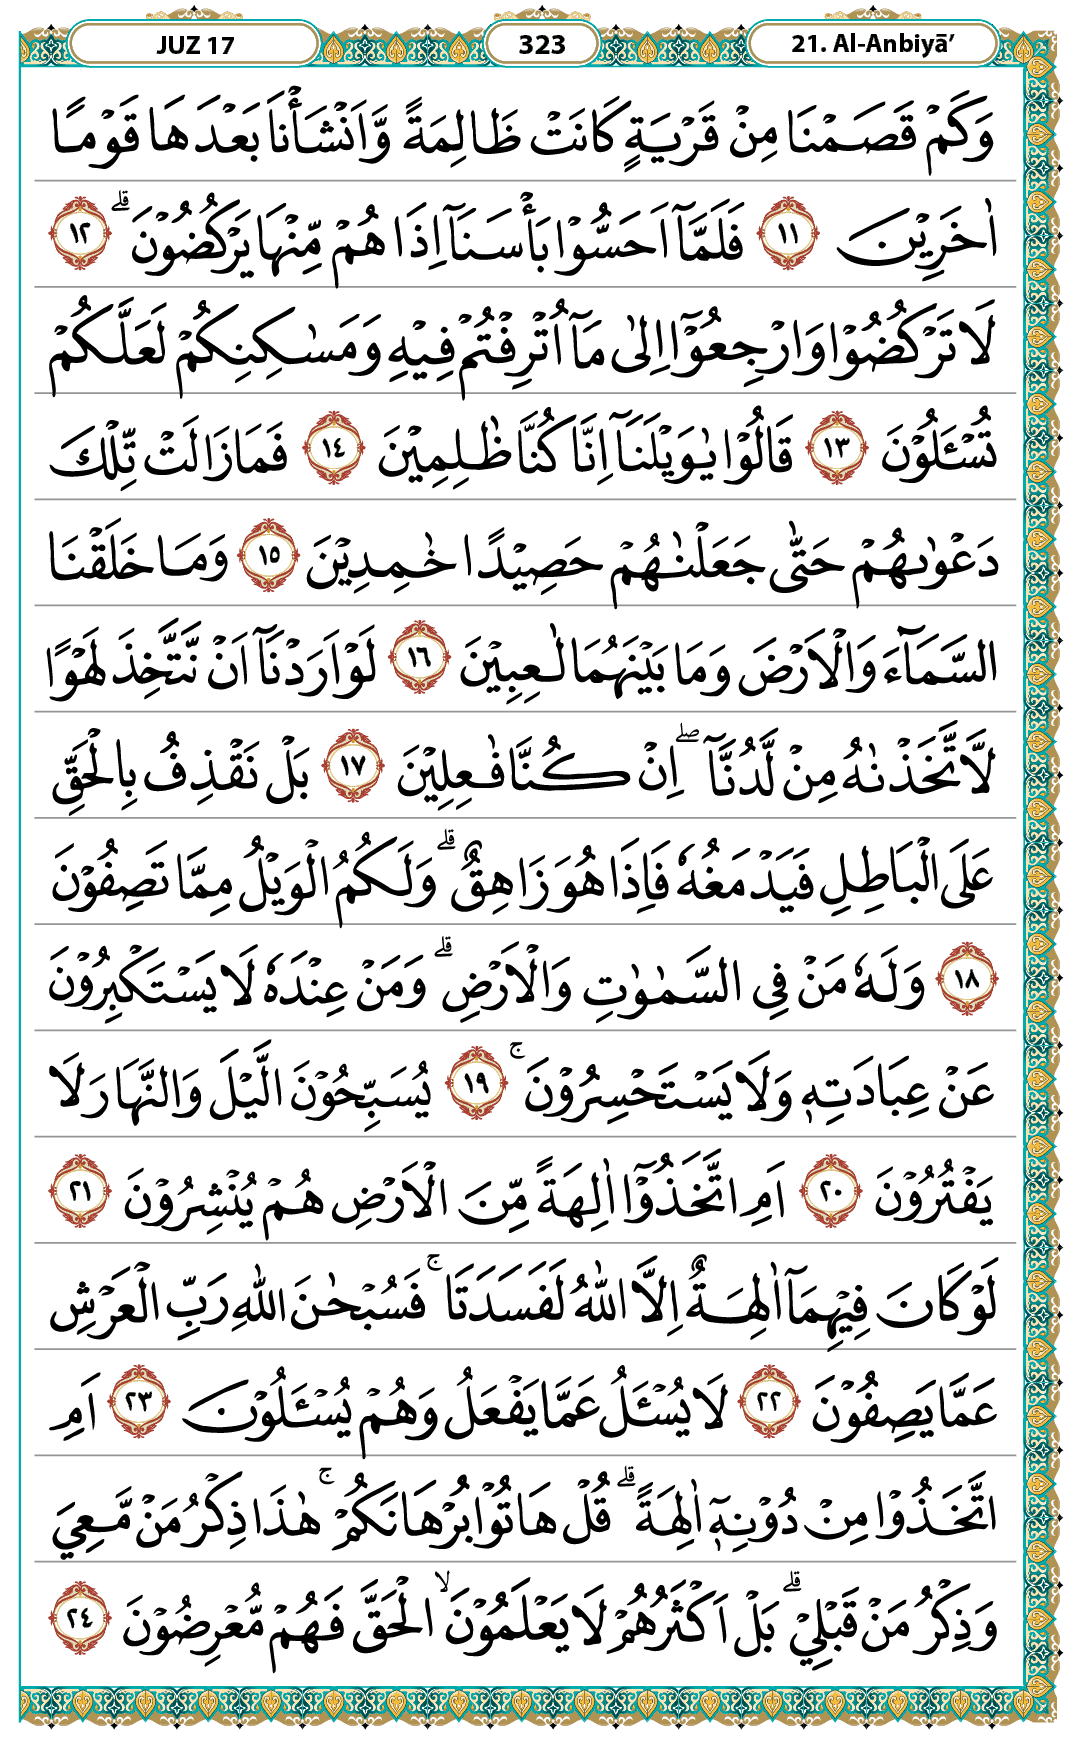 JUZ 17 323 21. Al-Anbiyā’
وَكَمْ قَصَمْنَا مِنْ قَرْيَةٍ كَانَتْ ظَالِمَةً وَّاَنْشَأْنَا بَعْدَهَا قَوْمًا
اٰخَرِيْنَ ١١ فَلَمَّآ اَحَسُّوْا بَأْسَنَآ اِذَا هُمْ مِّنْهَا يَرْكُضُوْنَ ۗ ١٢
لَا تَرْكُضُوْا وَارْجِعُوْٓا اِلٰى مَآ اُتْرِفْتُمْ فِيْهِ وَمَسٰكِنِكُمْ لَعَلَّكُمْ
تُسْـَٔلُوْنَ ١٣ قَالُوْا يٰوَيْلَنَآ اِنَّا كُنَّا ظٰلِمِيْنَ ١٤ فَمَا زَالَتْ تِّلْكَ
دَعْوٰىهُمْ حَتّٰى جَعَلْنٰهُمْ حَصِيْدًا خٰمِدِيْنَ ١٥ وَمَا خَلَقْنَا
السَّمَاۤءَ وَالْاَرْضَ وَمَا بَيْنَهُمَا لٰعِبِيْنَ ١٦ لَوْ اَرَدْنَآ اَنْ نَّتَّخِذَ لَهْوًا
لَّاتَّخَذْنٰهُ مِنْ لَّدُنَّآ ۖ اِنْ كُنَّا فٰعِلِيْنَ ١٧ بَلْ نَقْذِفُ بِالْحَقِّ
عَلَى الْبَاطِلِ فَيَدْمَغُهٗ فَاِذَا هُوَ زَاهِقٌ ۗ وَلَكُمُ الْوَيْلُ مِمَّا تَصِفُوْنَ
١٨ وَلَهٗ مَنْ فِى السَّمٰوٰتِ وَالْاَرْضِ ۗ وَمَنْ عِنْدَهٗ لَا يَسْتَكْبِرُوْنَ
عَنْ عِبَادَتِهٖ وَلَا يَسْتَحْسِرُوْنَ ۚ ١٩ يُسَبِّحُوْنَ الَّيْلَ وَالنَّهَارَ لَا
يَفْتُرُوْنَ ٢٠ اَمِ اتَّخَذُوْٓا اٰلِهَةً مِّنَ الْاَرْضِ هُمْ يُنْشِرُوْنَ ٢١
لَوْ كَانَ فِيْهِمَآ اٰلِهَةٌ اِلَّا اللّٰهُ لَفَسَدَتَا ۚ فَسُبْحٰنَ اللّٰهِ رَبِّ الْعَرْشِ
عَمَّا يَصِفُوْنَ ٢٢ لَا يُسْـَٔلُ عَمَّا يَفْعَلُ وَهُمْ يُسْـَٔلُوْنَ ٢٣ اَمِ
اتَّخَذُوْا مِنْ دُوْنِهٖٓ اٰلِهَةً ۗ قُلْ هَاتُوْا بُرْهَانَكُمْ ۚ هٰذَا ذِكْرُ مَنْ مَّعِيَ
وَذِكْرُ مَنْ قَبْلِيْ ۗ بَلْ اَكْثَرُهُمْ لَا يَعْلَمُوْنَ ۙ الْحَقَّ فَهُمْ مُّعْرِضُوْنَ ٢٤